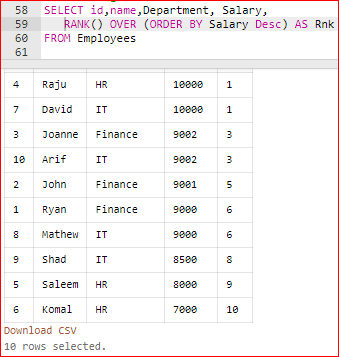 58 SELECT id,name,Department, Salary,
59 RANK() OVER (ORDER BY Salary Desc) AS Rnk
60 FROM Employees
61
4 Raju HR 10000 1
7 David IT 10000 1
3 Joanne Finance 9002 3
10 Arif IT 9002 3
2 John Finance 9001 5
1 Ryan Finance 9000 6
8 Mathew IT 9000 6
9 Shad IT 8500 8
5 Saleem HR 8000 9
6 Komal HR 7000 10
Download CSV
10 rows selected.